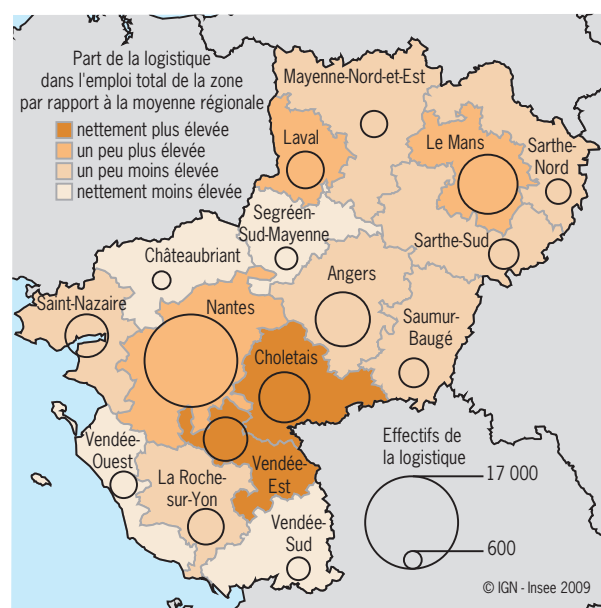 Part de la logistique
dans l'emploi total de la zone
par rapport à la moyenne régionale
nettement plus élevée
un peu plus élevée
un peu moins élevée
nettement moins élevée
Mayenne-Nord-et-Est
Laval
Le Mans
Sarthe-
Nord
Segréen-
Sud-Mayenne
Sarthe-Sud
Châteaubriant
Angers
Saint-Nazaire
Nantes
Saumur-
Baugé
Choletais
Vendée-
Ouest
La Roche-
sur-Yon
Vendée-
Est
Vendée-
Sud
Effectifs de
la logistique
17 000
600
© IGN - Insee 2009